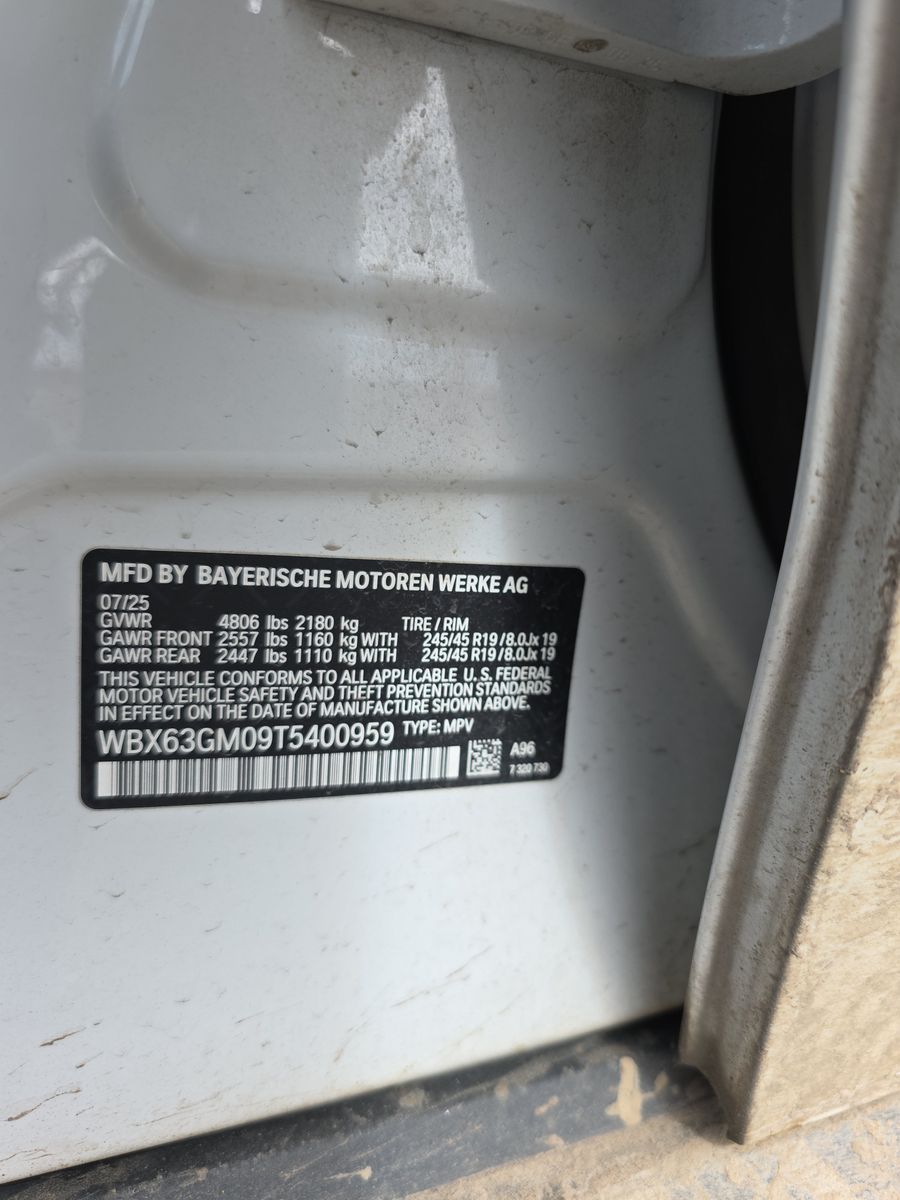 MFD BY BAYERISCHE MOTOREN WERKE AG
07/25
GVWR 4806 lbs 2180 kg TIRE / RIM
GAWR FRONT 2557 lbs 1160 kg WITH 245/45 R19 / 8.0Jx 19
GAWR REAR 2447 lbs 1110 kg WITH 245/45 R19 / 8.0Jx 19
THIS VEHICLE CONFORMS TO ALL APPLICABLE U. S. FEDERAL
MOTOR VEHICLE SAFETY AND THEFT PREVENTION STANDARDS
IN EFFECT ON THE DATE OF MANUFACTURE SHOWN ABOVE.
WBX63GM09T5400959 TYPE: MPV
A96
7 320 730